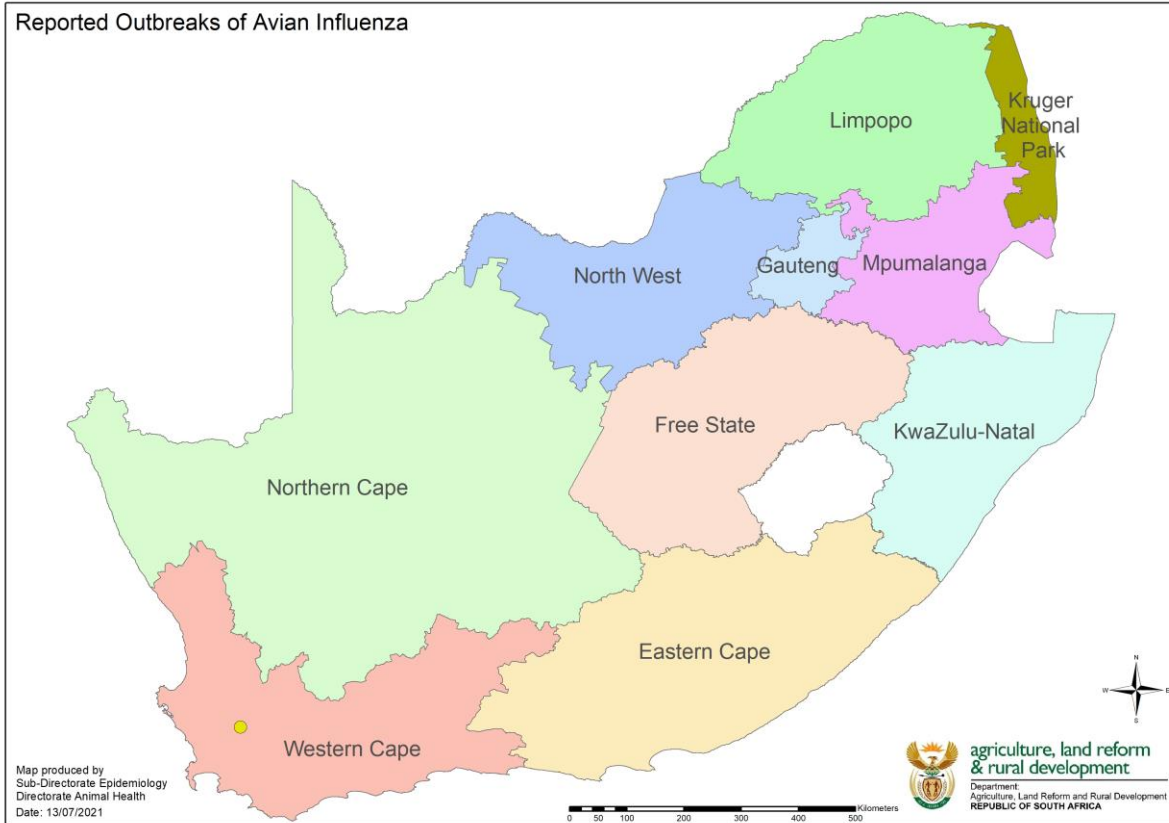 Reported Outbreaks of Avian Influenza
Limpopo
Kruger
National
Park
North West
Gauteng
Mpumalanga
Free State
KwaZulu-Natal
Northern Cape
Eastern Cape
Western Cape
N
W E
S
Map produced by
Sub-Directorate Epidemiology
Directorate Animal Health
Date: 13/07/2021
Kilometers
0 50 100 200 300 400 500
agriculture, land reform
& rural development
Department:
Agriculture, Land Reform and Rural Development
REPUBLIC OF SOUTH AFRICA